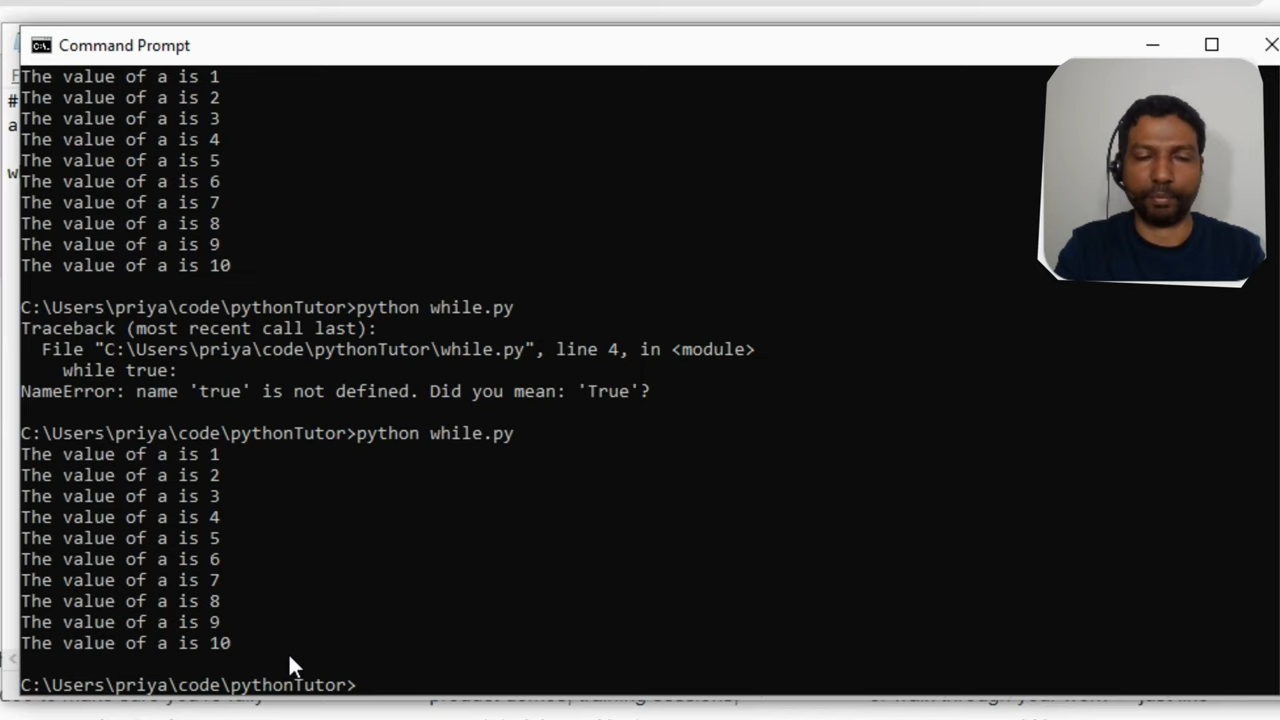 Command Prompt
The value of a is 1
The value of a is 2
The value of a is 3
The value of a is 4
The value of a is 5
The value of a is 6
The value of a is 7
The value of a is 8
The value of a is 9
The value of a is 10
C:\Users\priya\code\pythonTutor>python while.py
Traceback (most recent call last):
File "C:\Users\priya\code\pythonTutor\while.py", line 4, in <module>
while true:
NameError: name 'true' is not defined. Did you mean: 'True'?
C:\Users\priya\code\pythonTutor>python while.py
The value of a is 1
The value of a is 2
The value of a is 3
The value of a is 4
The value of a is 5
The value of a is 6
The value of a is 7
The value of a is 8
The value of a is 9
The value of a is 10
C:\Users\priya\code\pythonTutor>